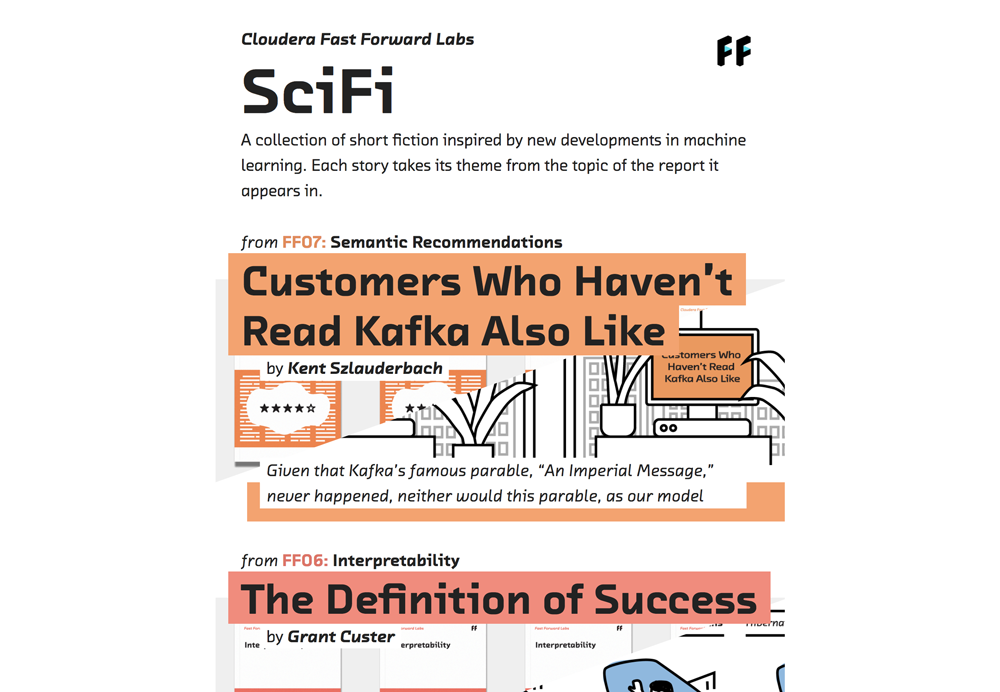 Cloudera Fast Forward Labs
FF
SciFi
A collection of short fiction inspired by new developments in machine
learning. Each story takes its theme from the topic of the report it
appears in.
from FF07: Semantic Recommendations
Customers Who Haven't
Read Kafka Also Like
by Kent Szlauderbach
Customers Who
Haven't Read
Kafka Also Like
Given that Kafka's famous parable, “An Imperial Message,”
never happened, neither would this parable, as our model
from FF06: Interpretability
The Definition of Success
by Grant Custer
Forward Labs
FF
Fast Forward Labs
FF
erpretability
Interpretability